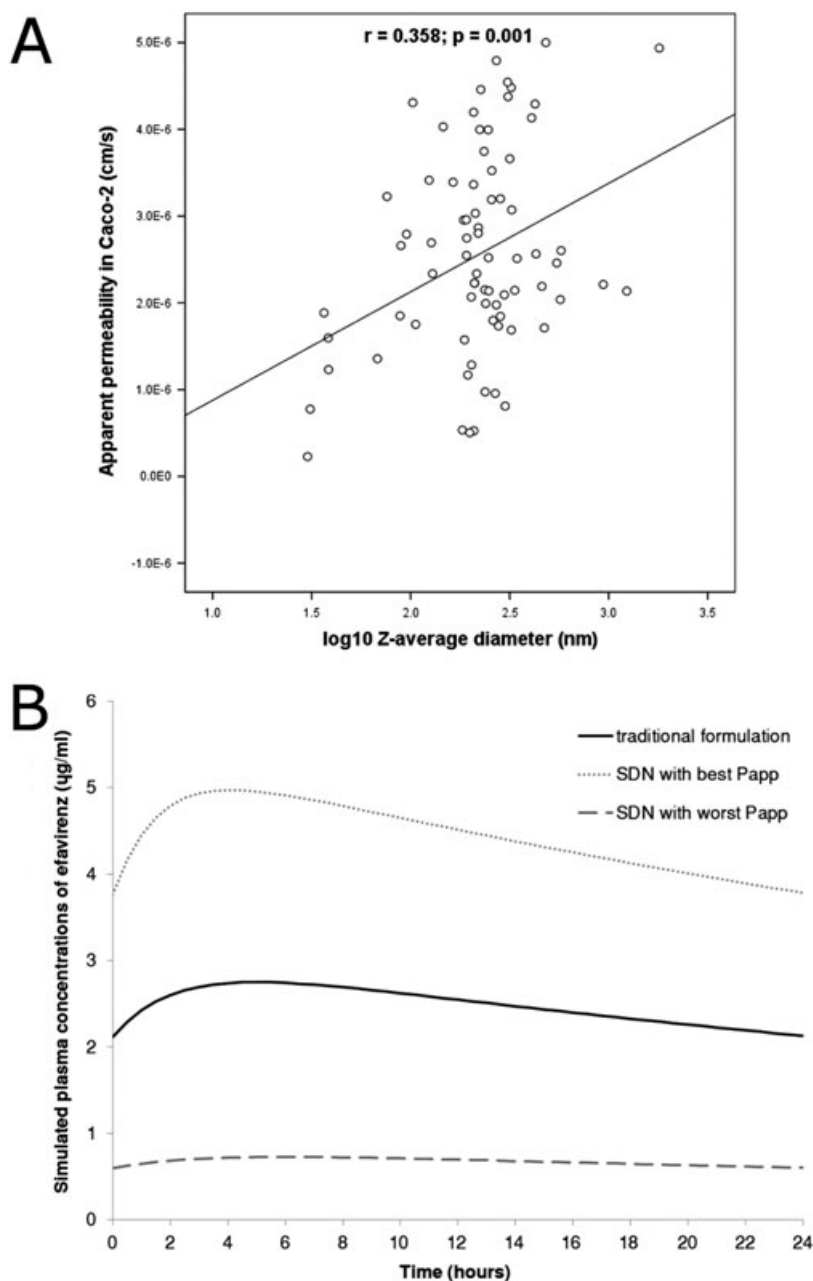 A
r = 0.358; p = 0.001
Apparent permeability in Caco-2 (cm/s)
5.0E-6
4.0E-6
3.0E-6
2.0E-6
1.0E-6
0.0E0
-1.0E-6
1.0 1.5 2.0 2.5 3.0 3.5
log10 Z-average diameter (nm)
B
Simulated plasma concentrations of efavirenz (ųg/ml)
6
5
4
3
2
1
0
traditional formulation
SDN with best Papp
SDN with worst Papp
0 2 4 6 8 10 12 14 16 18 20 22 24
Time (hours)